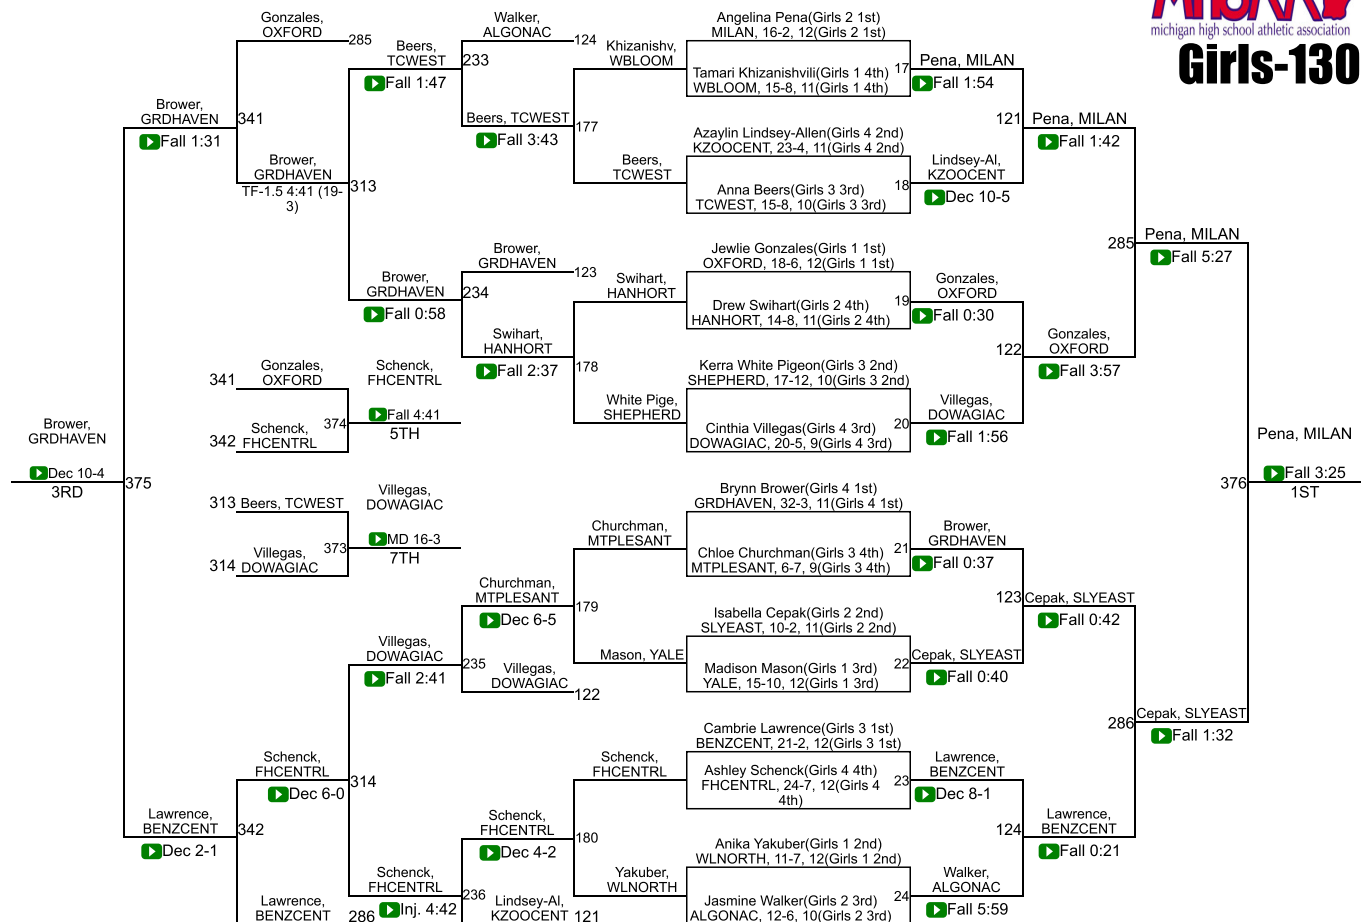 michigan high school athletic association
Girls-130
Gonzales,
OXFORD
285
Brower,
GRDHAVEN
Fall 1:31
341
Brower,
GRDHAVEN
TF-1.5 4:41 (19-
3)
313
Beers,
TCWEST
Fall 1:47
Walker,
ALGONAC
124
233
Beers, TCWEST
Fall 3:43
177
Khizanishv,
WBLOOM
Beers,
TCWEST
Brower,
GRDHAVEN
Fall 0:58
234
Brower,
GRDHAVEN
123
Swihart,
HANHORT
Fall 2:37
178
Swihart,
HANHORT
White Pige,
SHEPHERD
Angelina Pena(Girls 2 1st)
MILAN, 16-2, 12(Girls 2 1st)
Tamari Khizanishvili(Girls 1 4th)
WBLOOM, 15-8, 11(Girls 1 4th)
17
Pena, MILAN
Fall 1:54
Azaylin Lindsey-Allen(Girls 4 2nd)
KZOOCENT, 23-4, 11(Girls 4 2nd)
Anna Beers(Girls 3 3rd)
TCWEST, 15-8, 10(Girls 3 3rd)
18
Lindsey-Al,
KZOOCENT
Dec 10-5
121
Pena, MILAN
Fall 1:42
Jewlie Gonzales(Girls 1 1st)
OXFORD, 18-6, 12(Girls 1 1st)
Drew Swihart(Girls 2 4th)
HANHORT, 14-8, 11(Girls 2 4th)
19
Gonzales,
OXFORD
Fall 0:30
Kerra White Pigeon(Girls 3 2nd)
SHEPHERD, 17-12, 10(Girls 3 2nd)
Cinthia Villegas(Girls 4 3rd)
DOWAGIAC, 20-5, 9(Girls 4 3rd)
20
Villegas,
DOWAGIAC
Fall 1:56
122
Gonzales,
OXFORD
Fall 3:57
285
Pena, MILAN
Fall 5:27
341
Gonzales,
OXFORD
342
Schenck,
FHCENTRL
374
Schenck,
FHCENTRL
Fall 4:41
5TH
Brower,
GRDHAVEN
Dec 10-4
3RD
375
313
Beers, TCWEST
314
Villegas,
DOWAGIAC
373
Villegas,
DOWAGIAC
MD 16-3
7TH
Pena, MILAN
Fall 3:25
1ST
376
Brynn Brower(Girls 4 1st)
GRDHAVEN, 32-3, 11(Girls 4 1st)
Chloe Churchman(Girls 3 4th)
MTPLESANT, 6-7, 9(Girls 3 4th)
21
Brower,
GRDHAVEN
Fall 0:37
Isabella Cepak(Girls 2 2nd)
SLYEAST, 10-2, 11(Girls 2 2nd)
Madison Mason(Girls 1 3rd)
YALE, 15-10, 12(Girls 1 3rd)
22
Cepak, SLYEAST
Fall 0:40
123
Cepak, SLYEAST
Fall 0:42
Churchman,
MTPLESANT
Mason, YALE
179
Churchman,
MTPLESANT
Dec 6-5
Villegas,
DOWAGIAC
122
235
Villegas,
DOWAGIAC
Fall 2:41
Cambrie Lawrence(Girls 3 1st)
BENZCENT, 21-2, 12(Girls 3 1st)
Ashley Schenck(Girls 4 4th)
FHCENTRL, 24-7, 12(Girls 4
4th)
23
Lawrence,
BENZCENT
Dec 8-1
Anika Yakuber(Girls 1 2nd)
WLNORTH, 11-7, 12(Girls 1 2nd)
Jasmine Walker(Girls 2 3rd)
ALGONAC, 12-6, 10(Girls 2 3rd)
24
Walker,
ALGONAC
Fall 5:59
124
Lawrence,
BENZCENT
Fall 0:21
286
Cepak, SLYEAST
Fall 1:32
Schenck,
FHCENTRL
Yakuber,
WLNORTH
180
Schenck,
FHCENTRL
Dec 4-2
Lindsey-Al,
KZOOCENT
121
236
Schenck,
FHCENTRL
Inj. 4:42
314
Schenck,
FHCENTRL
Dec 6-0
Lawrence,
BENZCENT
286
342
Lawrence,
BENZCENT
Dec 2-1